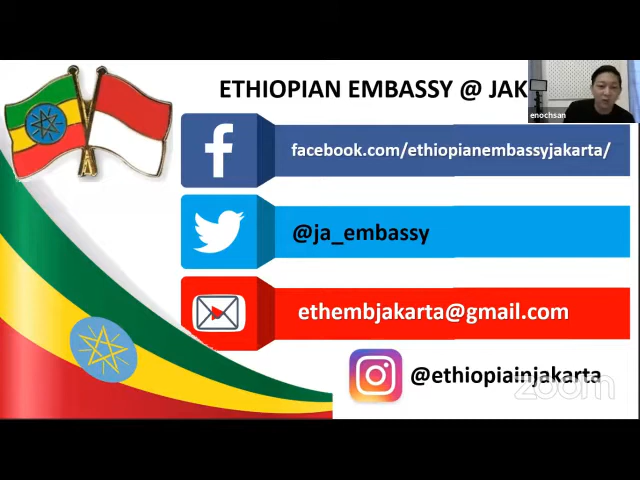 ETHIOPIAN EMBASSY @ JAK
enochsan
facebook.com/ethiopianembassyjakarta/
@ja_embassy
ethembjakarta@gmail.com
@ethiopiainjakarta
zoom